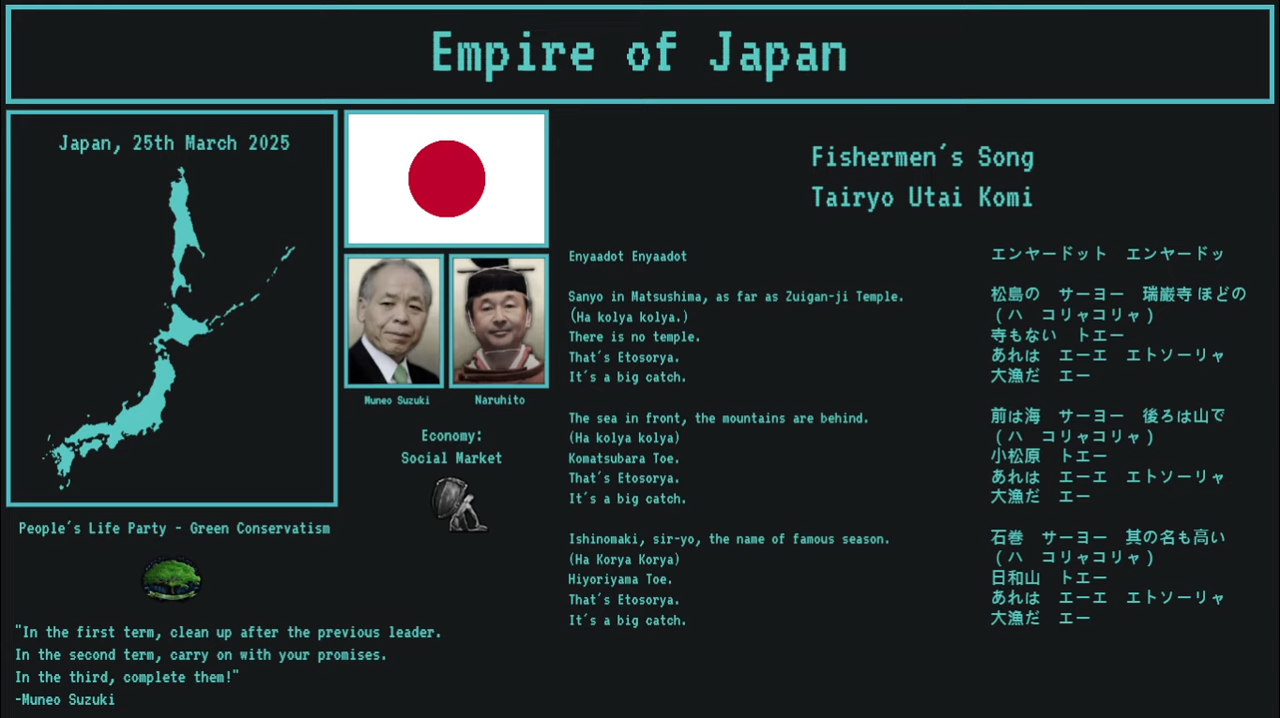 Empire of Japan
Japan, 25th March 2025
Muneo Suzuki
Naruhito
Economy:
Social Market
People's Life Party - Green Conservatism
"In the first term, clean up after the previous leader.
In the second term, carry on with your promises.
In the third, complete them!"
-Muneo Suzuki
Fishermen's Song
Tairyo Utai Komi
Enyaadot Enyaadot
Sanyo in Matsushima, as far as Zuigan-ji Temple.
(Ha kolya kolya.)
There is no temple.
That's Etosorya.
It's a big catch.
The sea in front, the mountains are behind.
(Ha kolya kolya)
Komatsubara Toe.
That's Etosorya.
It's a big catch.
Ishinomaki, sir-yo, the name of famous season.
(Ha Korya Korya)
Hiyoriyama Toe.
That's Etosorya.
It's a big catch.
エンヤードット　エンヤードッ
松島の　サーヨー　瑞巌寺 ほどの
(ハ　コリャコリャ)
寺もない　トエー
あれは　エーエ　エトソーリャ
大漁だ　エー
前は海　サーヨー　後ろは山で
(ハ　コリャコリャ)
小松原　トエー
あれは　エーエ　エトソーリャ
大漁だ　エー
石巻　サーヨー　其の名も高い
(ハ　コリャコリャ)
日和山　トエー
あれは　エーエ　エトソーリャ
大漁だ　エー